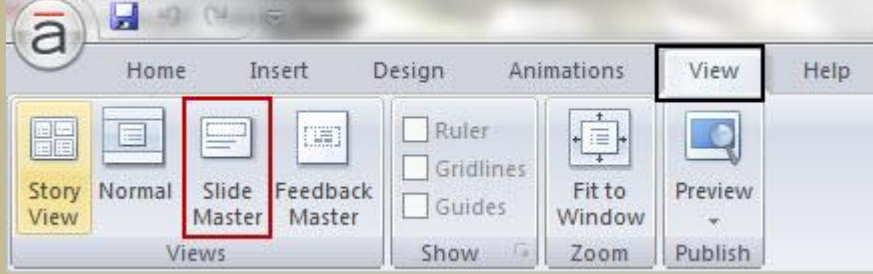 ā
Home Insert Design Animations View Help
Story View
Normal
Slide Master
Feedback Master
Ruler
Gridlines
Guides
Fit to Window
Preview
Views Show Zoom Publish